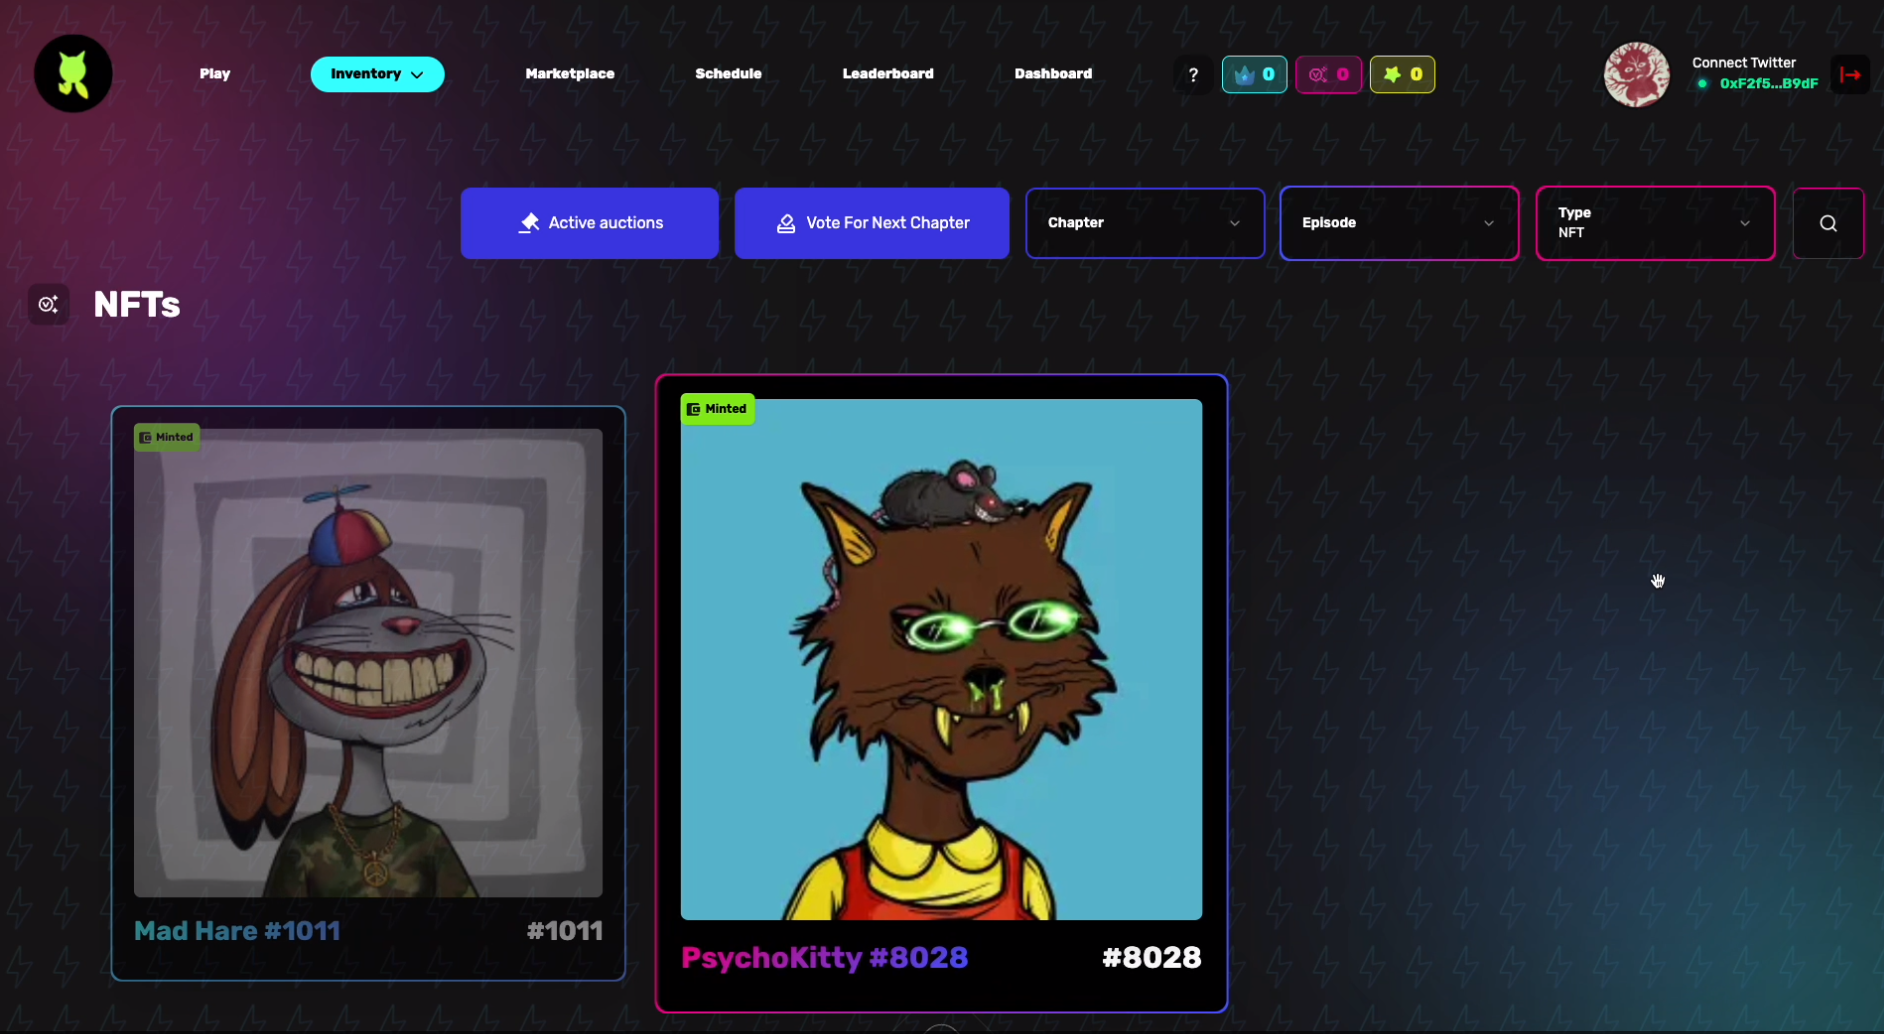 Play
Inventory
Marketplace
Schedule
Leaderboard
Dashboard
?
0
0
0
Connect Twitter
0xF2f5...B9dF
Active auctions
Vote For Next Chapter
Chapter
Episode
Type
NFT
NFTs
Minted
Mad Hare #1011
#1011
Minted
PsychoKitty #8028
#8028